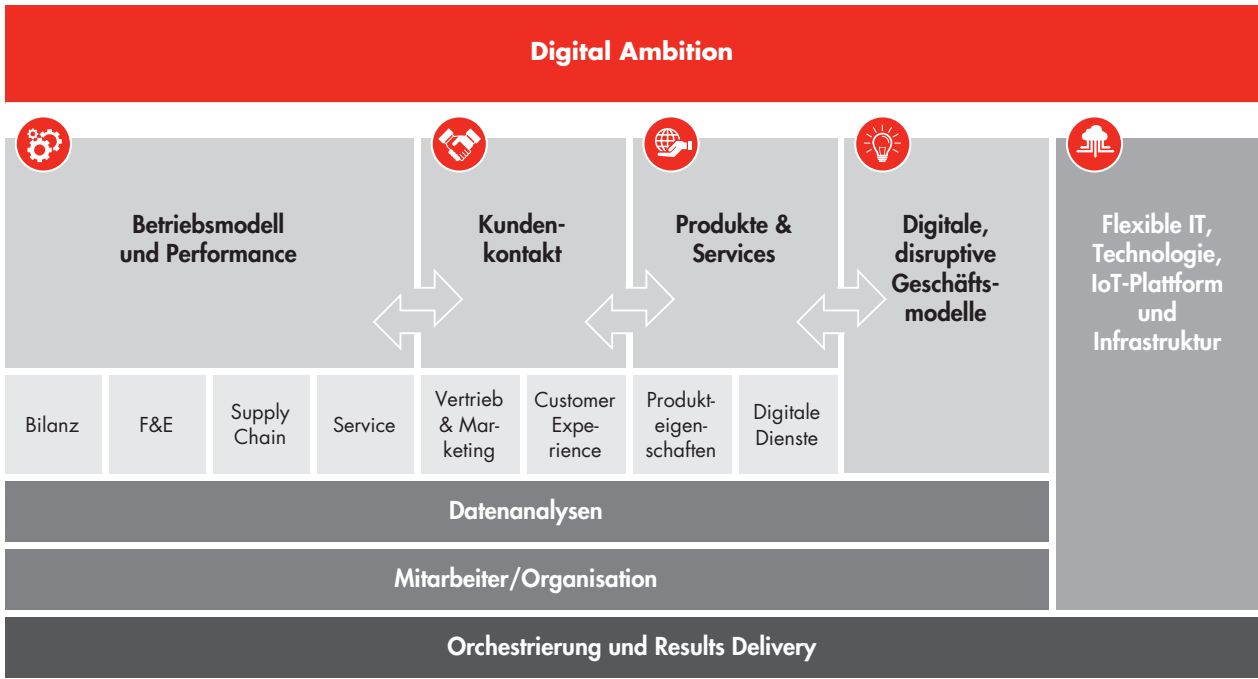 Digital Ambition
Betriebsmodell
und Performance
Kunden-
kontakt
Produkte &
Services
Digitale,
disruptive
Geschäfts-
modelle
Flexible IT,
Technologie,
IoT-Plattform
und
Infrastruktur
Bilanz
F&E
Supply
Chain
Service
Vertrieb
& Mar-
keting
Customer
Expe-
rience
Produkt-
eigen-
schaften
Digitale
Dienste
Datenanalysen
Mitarbeiter/Organisation
Orchestrierung und Results Delivery